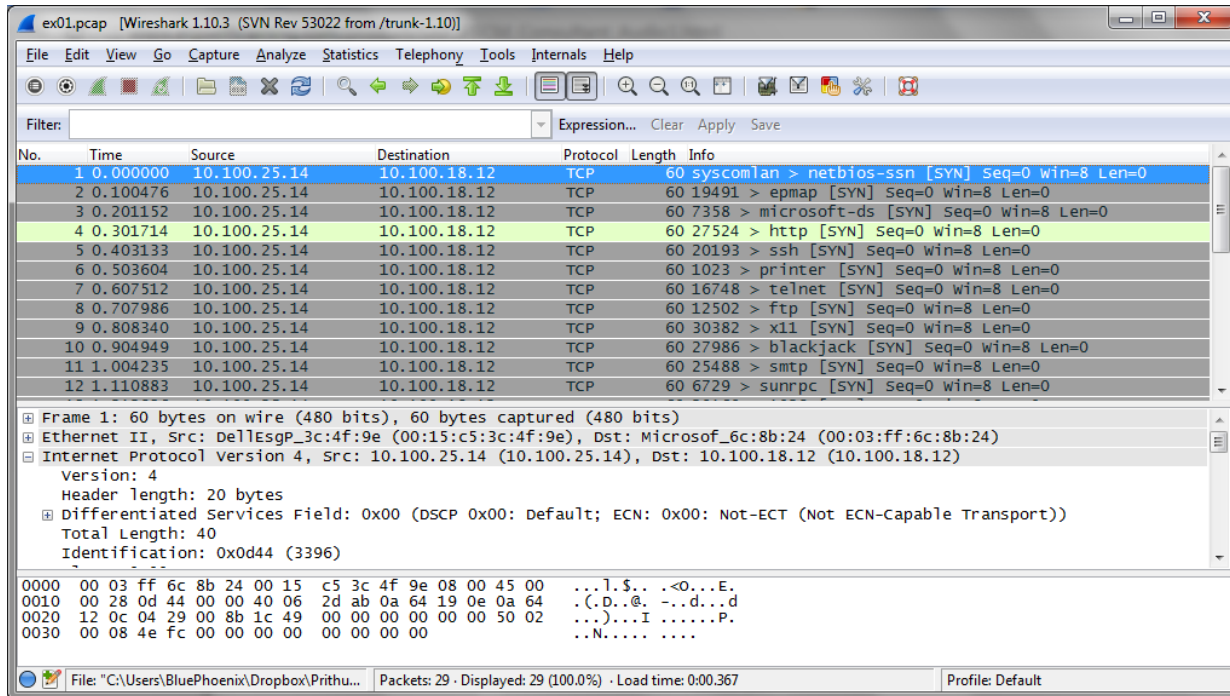 ex01.pcap [Wireshark 1.10.3 (SVN Rev 53022 from /trunk-1.10)]
File Edit View Go Capture Analyze Statistics Telephony Tools Internals Help
Filter: Expression... Clear Apply Save
No. Time Source Destination Protocol Length Info
1 0.000000 10.100.25.14 10.100.18.12 TCP 60 syscomlan > netbios-ssn [SYN] Seq=0 Win=8 Len=0
2 0.100476 10.100.25.14 10.100.18.12 TCP 60 19491 > epmap [SYN] Seq=0 Win=8 Len=0
3 0.201152 10.100.25.14 10.100.18.12 TCP 60 7358 > microsoft-ds [SYN] Seq=0 Win=8 Len=0
4 0.301714 10.100.25.14 10.100.18.12 TCP 60 27524 > http [SYN] Seq=0 Win=8 Len=0
5 0.403133 10.100.25.14 10.100.18.12 TCP 60 20193 > ssh [SYN] Seq=0 Win=8 Len=0
6 0.503604 10.100.25.14 10.100.18.12 TCP 60 1023 > printer [SYN] Seq=0 Win=8 Len=0
7 0.607512 10.100.25.14 10.100.18.12 TCP 60 16748 > telnet [SYN] Seq=0 Win=8 Len=0
8 0.707986 10.100.25.14 10.100.18.12 TCP 60 12502 > ftp [SYN] Seq=0 Win=8 Len=0
9 0.808340 10.100.25.14 10.100.18.12 TCP 60 30382 > x11 [SYN] Seq=0 Win=8 Len=0
10 0.904949 10.100.25.14 10.100.18.12 TCP 60 27986 > blackjack [SYN] Seq=0 Win=8 Len=0
11 1.004235 10.100.25.14 10.100.18.12 TCP 60 25488 > smtp [SYN] Seq=0 Win=8 Len=0
12 1.110883 10.100.25.14 10.100.18.12 TCP 60 6729 > sunrpc [SYN] Seq=0 Win=8 Len=0
Frame 1: 60 bytes on wire (480 bits), 60 bytes captured (480 bits)
Ethernet II, Src: DellEsgP_3c:4f:9e (00:15:c5:3c:4f:9e), Dst: Microsof_6c:8b:24 (00:03:ff:6c:8b:24)
Internet Protocol Version 4, Src: 10.100.25.14 (10.100.25.14), Dst: 10.100.18.12 (10.100.18.12)
Version: 4
Header length: 20 bytes
Differentiated Services Field: 0x00 (DSCP 0x00: Default; ECN: 0x00: Not-ECT (Not ECN-Capable Transport))
Total Length: 40
Identification: 0x0d44 (3396)
0000 00 03 ff 6c 8b 24 00 15 c5 3c 4f 9e 08 00 45 00 ...l.$.. .<O...E.
0010 00 28 0d 44 00 00 40 06 2d ab 0a 64 19 0e 0a 64 .(.D..@. -..d...d
0020 12 0c 04 29 00 8b 1c 49 00 00 00 00 00 00 50 02 ...)...I ......P.
0030 00 08 4e fc 00 00 00 00 00 00 00 00 ..N..... ....
File: "C:\Users\BluePhoenix\Dropbox\Prithu... Packets: 29 · Displayed: 29 (100.0%) · Load time: 0:00.367 Profile: Default